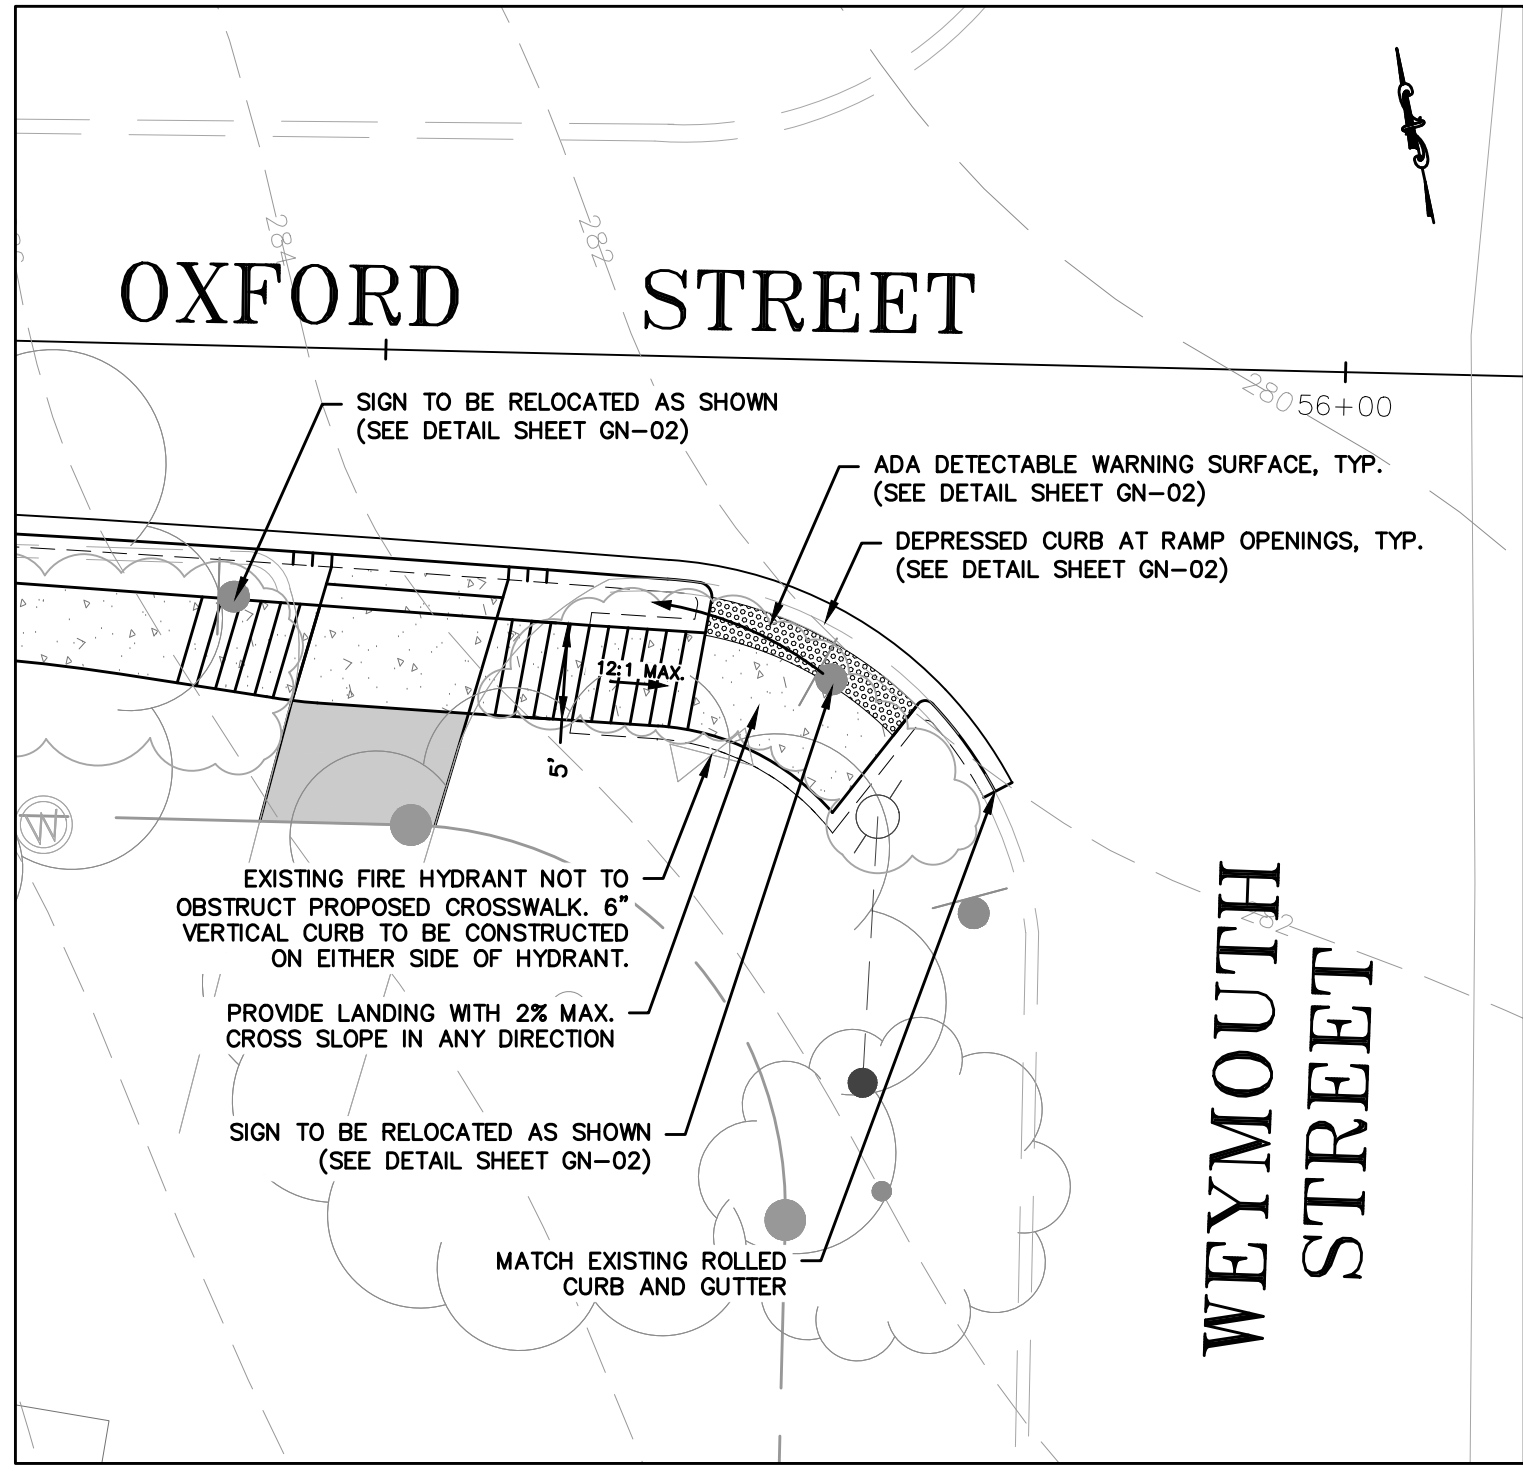 284
282
OXFORD STREET
280
56+00
SIGN TO BE RELOCATED AS SHOWN
(SEE DETAIL SHEET GN-02)
ADA DETECTABLE WARNING SURFACE, TYP.
(SEE DETAIL SHEET GN-02)
DEPRESSED CURB AT RAMP OPENINGS, TYP.
(SEE DETAIL SHEET GN-02)
12:1 MAX.
5'
W
EXISTING FIRE HYDRANT NOT TO
OBSTRUCT PROPOSED CROSSWALK. 6"
VERTICAL CURB TO BE CONSTRUCTED
ON EITHER SIDE OF HYDRANT.
PROVIDE LANDING WITH 2% MAX.
CROSS SLOPE IN ANY DIRECTION
SIGN TO BE RELOCATED AS SHOWN
(SEE DETAIL SHEET GN-02)
MATCH EXISTING ROLLED
CURB AND GUTTER
282
WEYMOUTH
STREET